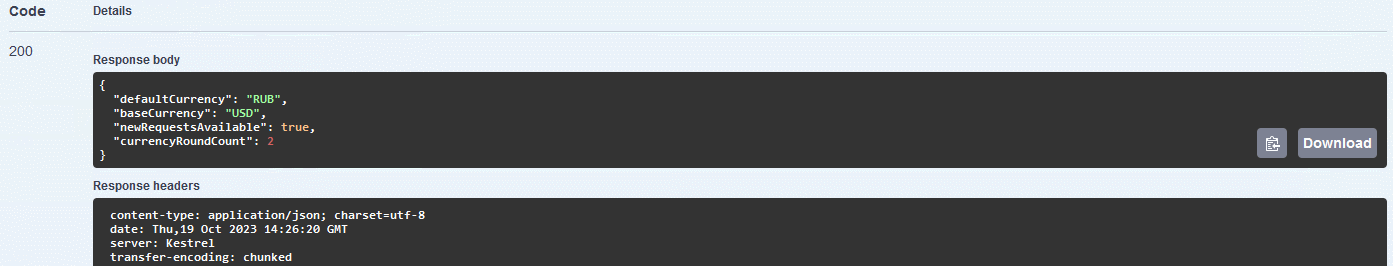 Code Details
200
Response body
{
  "defaultCurrency": "RUB",
  "baseCurrency": "USD",
  "newRequestsAvailable": true,
  "currencyRoundCount": 2
}
Download
Response headers
content-type: application/json; charset=utf-8
date: Thu,19 Oct 2023 14:26:20 GMT
server: Kestrel
transfer-encoding: chunked